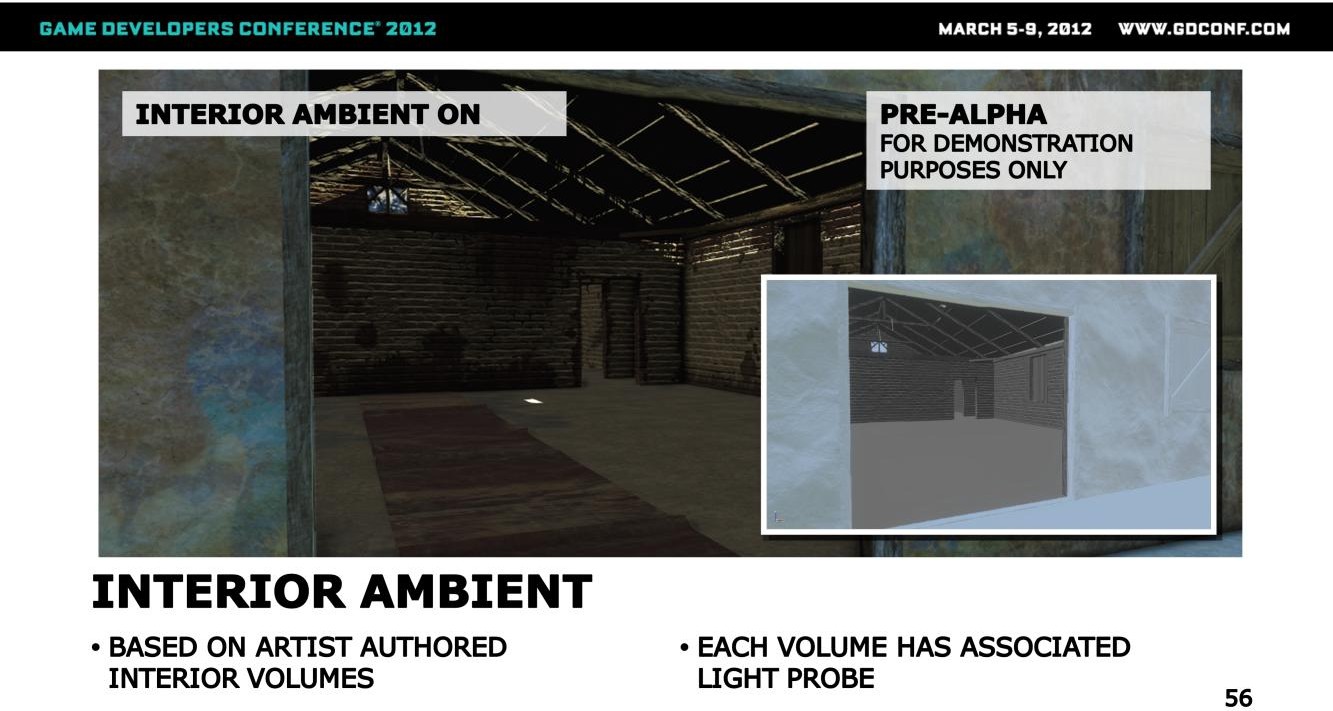 GAME DEVELOPERS CONFERENCE® 2012
MARCH 5-9, 2012 WWW.GDCONF.COM
INTERIOR AMBIENT ON
PRE-ALPHA
FOR DEMONSTRATION
PURPOSES ONLY
INTERIOR AMBIENT
• BASED ON ARTIST AUTHORED
INTERIOR VOLUMES
• EACH VOLUME HAS ASSOCIATED
LIGHT PROBE
56